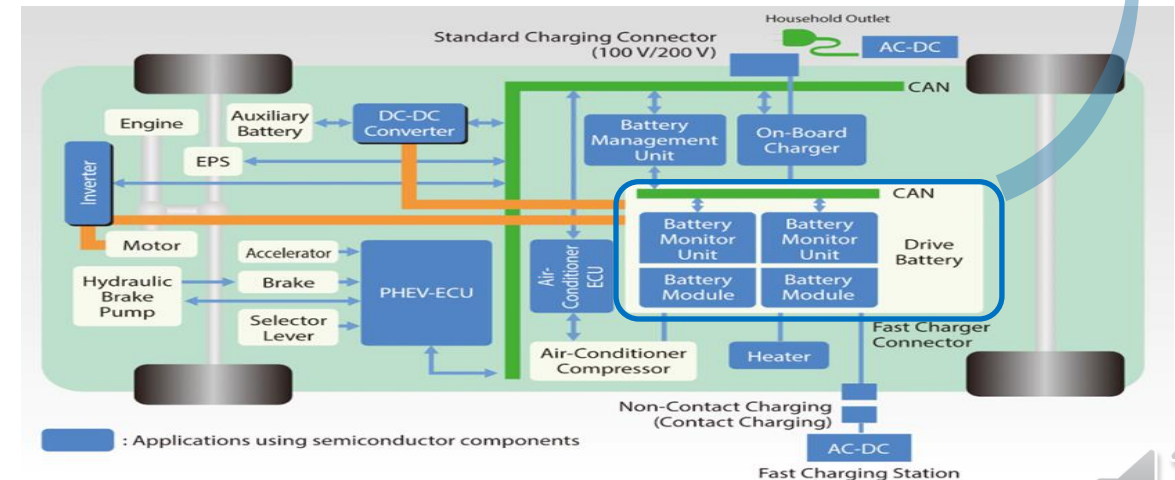 Household Outlet
Standard Charging Connector
(100 V/200 V)
AC-DC
CAN
Engine
Auxiliary
Battery
DC-DC
Converter
Battery
Management
Unit
On-Board
Charger
EPS
Inverter
CAN
Motor
Accelerator
Hydraulic
Brake
Pump
Brake
Selector
Lever
PHEV-ECU
Air-
Conditioner
ECU
Battery
Monitor
Unit
Battery
Monitor
Unit
Battery
Module
Battery
Module
Drive
Battery
Air-Conditioner
Compressor
Heater
Fast Charger
Connector
Non-Contact Charging
(Contact Charging)
AC-DC
Fast Charging Station
: Applications using semiconductor components